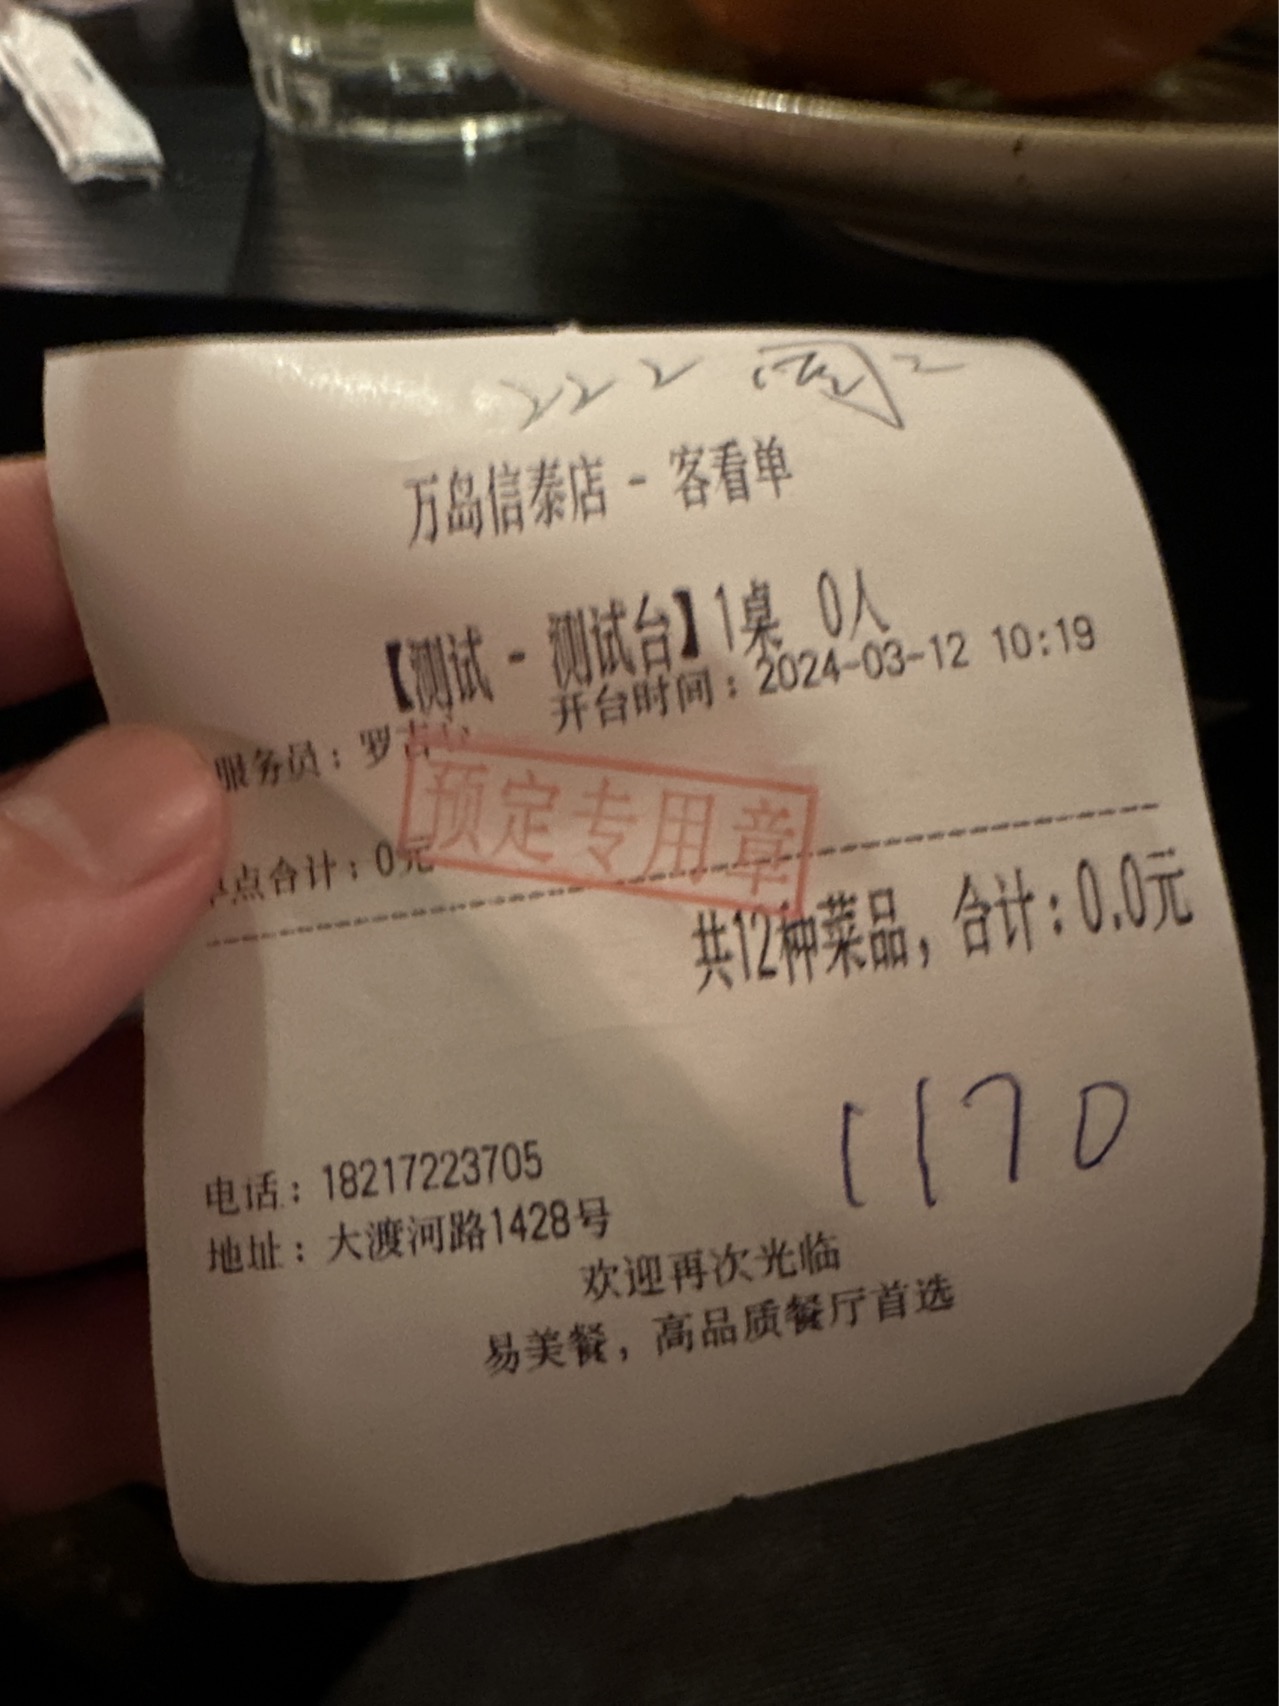 222 周二
万岛信泰店 - 客看单
【测试 - 测试台】1桌 0人
开台时间：2024-03-12 10:19
服务员：罗吉
预定专用章
点合计：0元
共12种菜品，合计：0.0元
1170
电话：18217223705
地址：大渡河路1428号
欢迎再次光临
易美餐，高品质餐厅首选